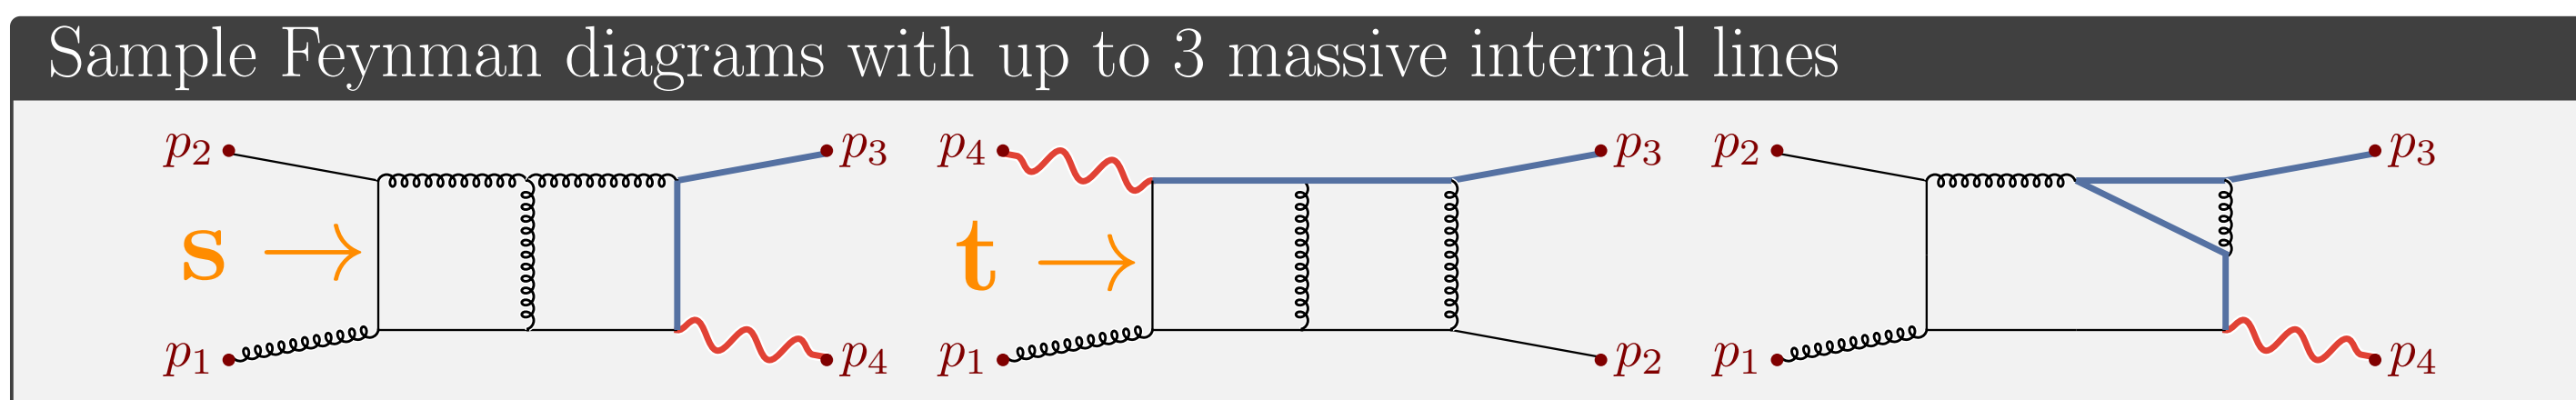 Sample Feynman diagrams with up to 3 massive internal lines
p2 p3 p4 p3 p2 p3
s → t →
p1 p4 p1 p2 p1 p4